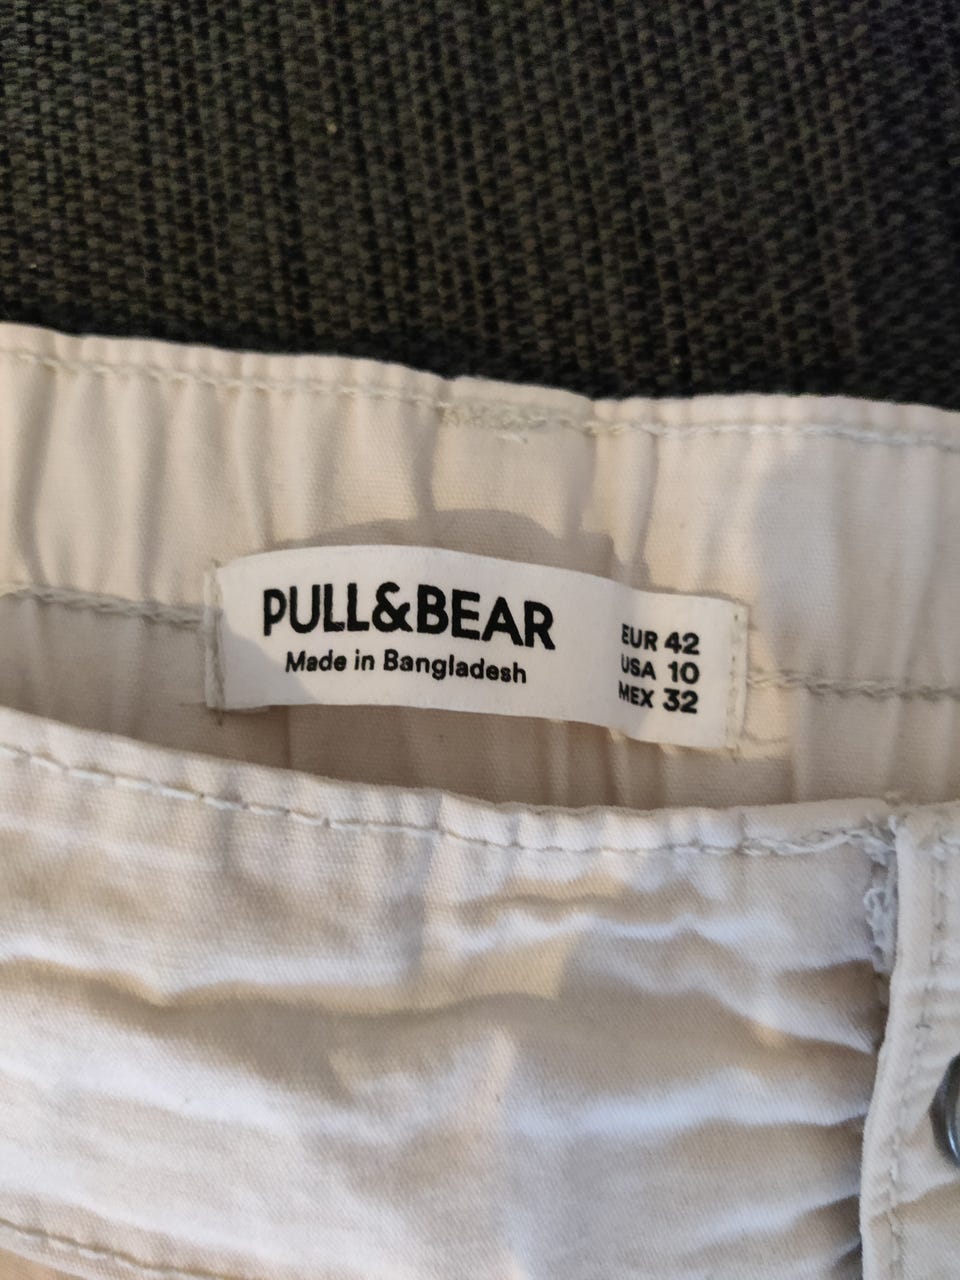 PULL&BEAR
Made in Bangladesh
EUR 42
USA 10
MEX 32